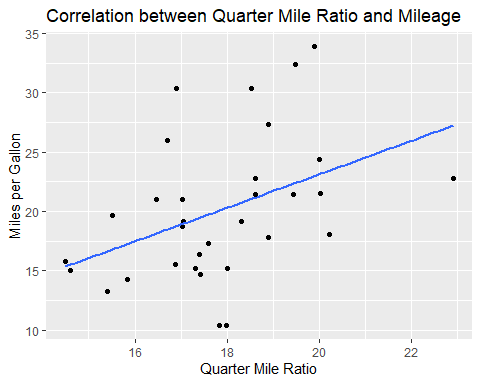 Correlation between Quarter Mile Ratio and Mileage
35
30
25
20
15
10
Miles per Gallon
16 18 20 22
Quarter Mile Ratio